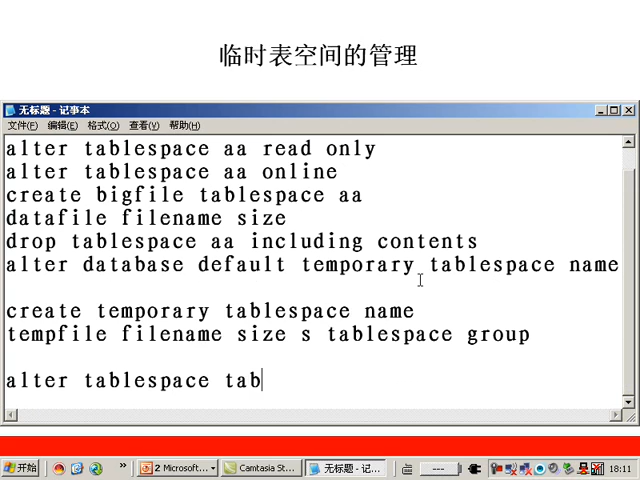 临时表空间的管理
无标题 - 记事本
文件(F) 编辑(E) 格式(O) 查看(V) 帮助(H)
alter tablespace aa read only
alter tablespace aa online
create bigfile tablespace aa
datafile filename size
drop tablespace aa including contents
alter database default temporary tablespace name
create temporary tablespace name
tempfile filename size s tablespace group
alter tablespace tab
开始 » 2 Microsoft... Camtasia St... 无标题 - 记... --- 18:11